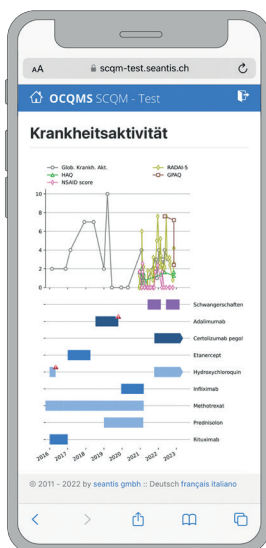 AA scqm-test.seantis.ch
OCQMS SCQM - Test
Krankheitsaktivität
Glob. Krankh. Akt. RADAI-5
HAQ GPAQ
NSAID score
10
8
6
4
2
0
Schwangerschaften
Adalimumab
Certolizumab pegol
Etanercept
Hydroxychloroquin
Infliximab
Methotrexat
Prednisolon
Rituximab
2016 2017 2018 2019 2020 2021 2022 2023
© 2011 - 2022 by seantis gmbh :: Deutsch français italiano